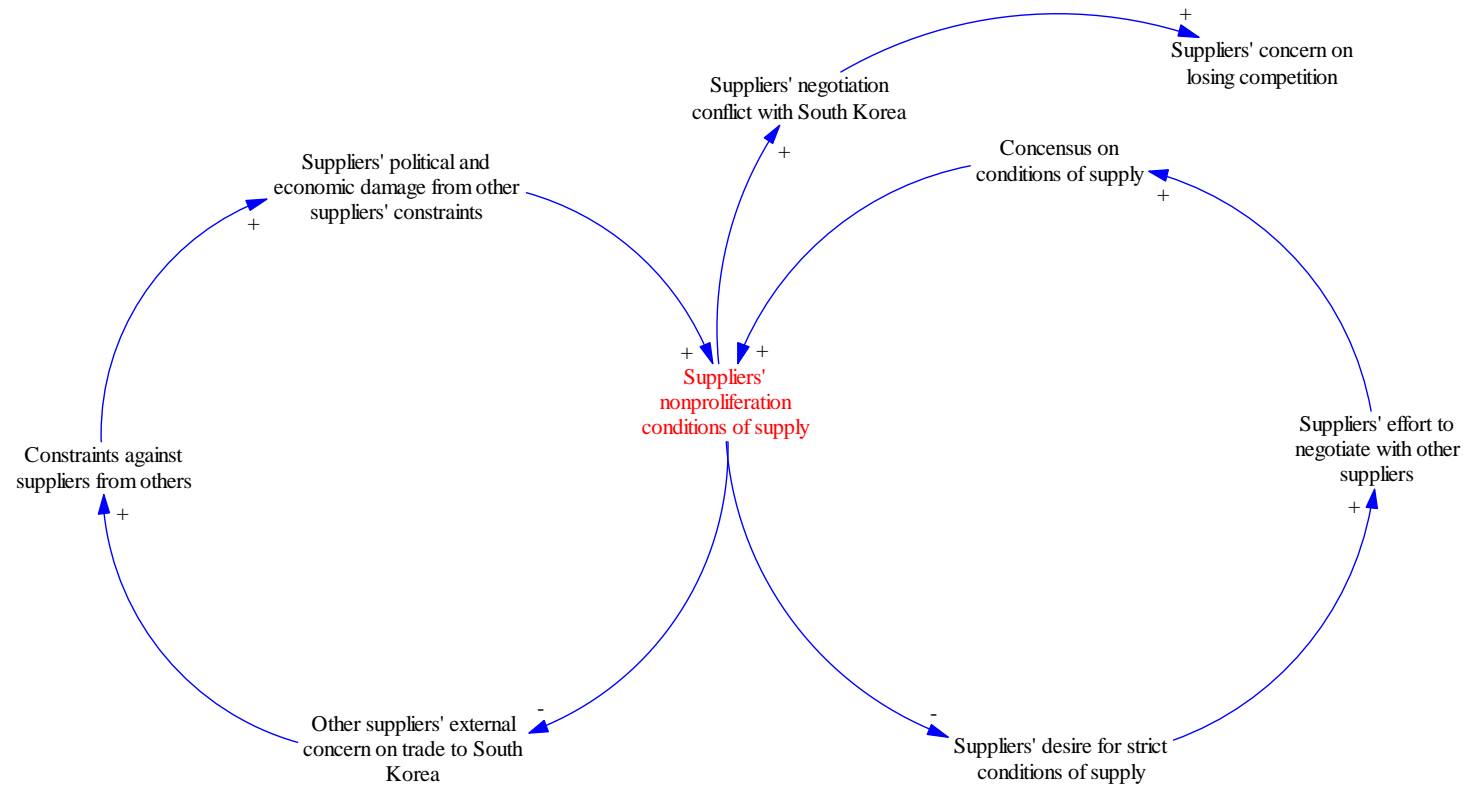 +
Suppliers' concern on
losing competition
Suppliers' negotiation
conflict with South Korea
+
Concensus on
conditions of supply
+
Suppliers' political and
economic damage from other
suppliers' constraints
+
+
+
Suppliers'
nonproliferation
conditions of supply
Suppliers' effort to
negotiate with other
suppliers
+
Constraints against
suppliers from others
+
-
Other suppliers' external
concern on trade to South
Korea
-
Suppliers' desire for strict
conditions of supply